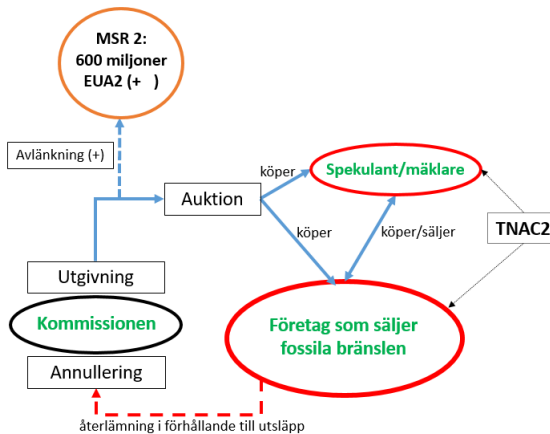 MSR 2:
600 miljoner
EUA2 (+   )
Avlänkning (+)
köper
Spekulant/mäklare
Auktion
köper
köper/säljer
TNAC2
Utgivning
Kommissionen
Företag som säljer
fossila bränslen
Annullering
återlämning i förhållande till utsläpp